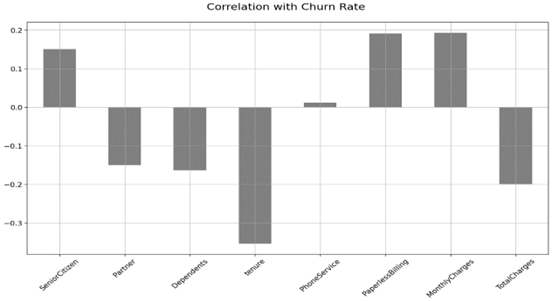 Correlation with Churn Rate
0.2
0.1
0.0
−0.1
−0.2
−0.3
SeniorCitizen
Partner
Dependents
tenure
PhoneService
PaperlessBilling
MonthlyCharges
TotalCharges